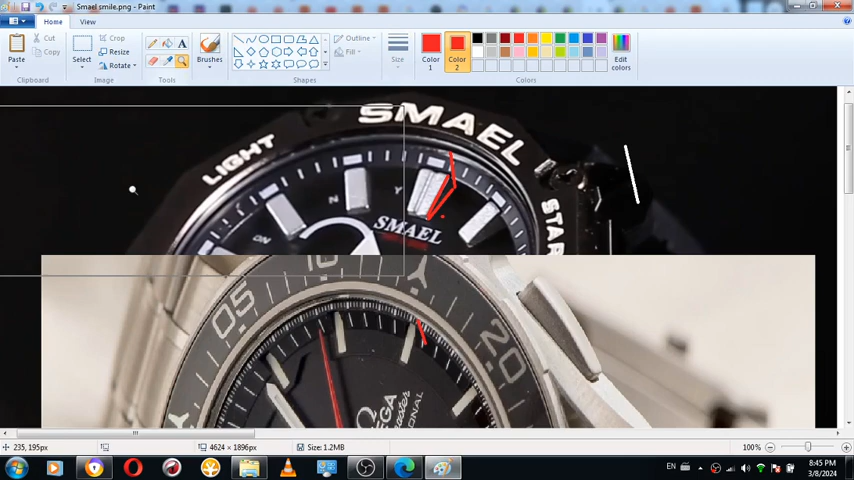 Smael smile.png - Paint
Home
View
Paste
Cut
Copy
Clipboard
Select
Crop
Resize
Rotate
Image
Tools
Brushes
Shapes
Outline
Fill
Size
Color 1
Color 2
Colors
Edit colors
SMAEL
LIGHT
STAR
N
Y
ON
SMAEL
05
10
20
OMEGA
235, 195px
4624 × 1896px
Size: 1.2MB
100%
EN
8:45 PM
3/8/2024